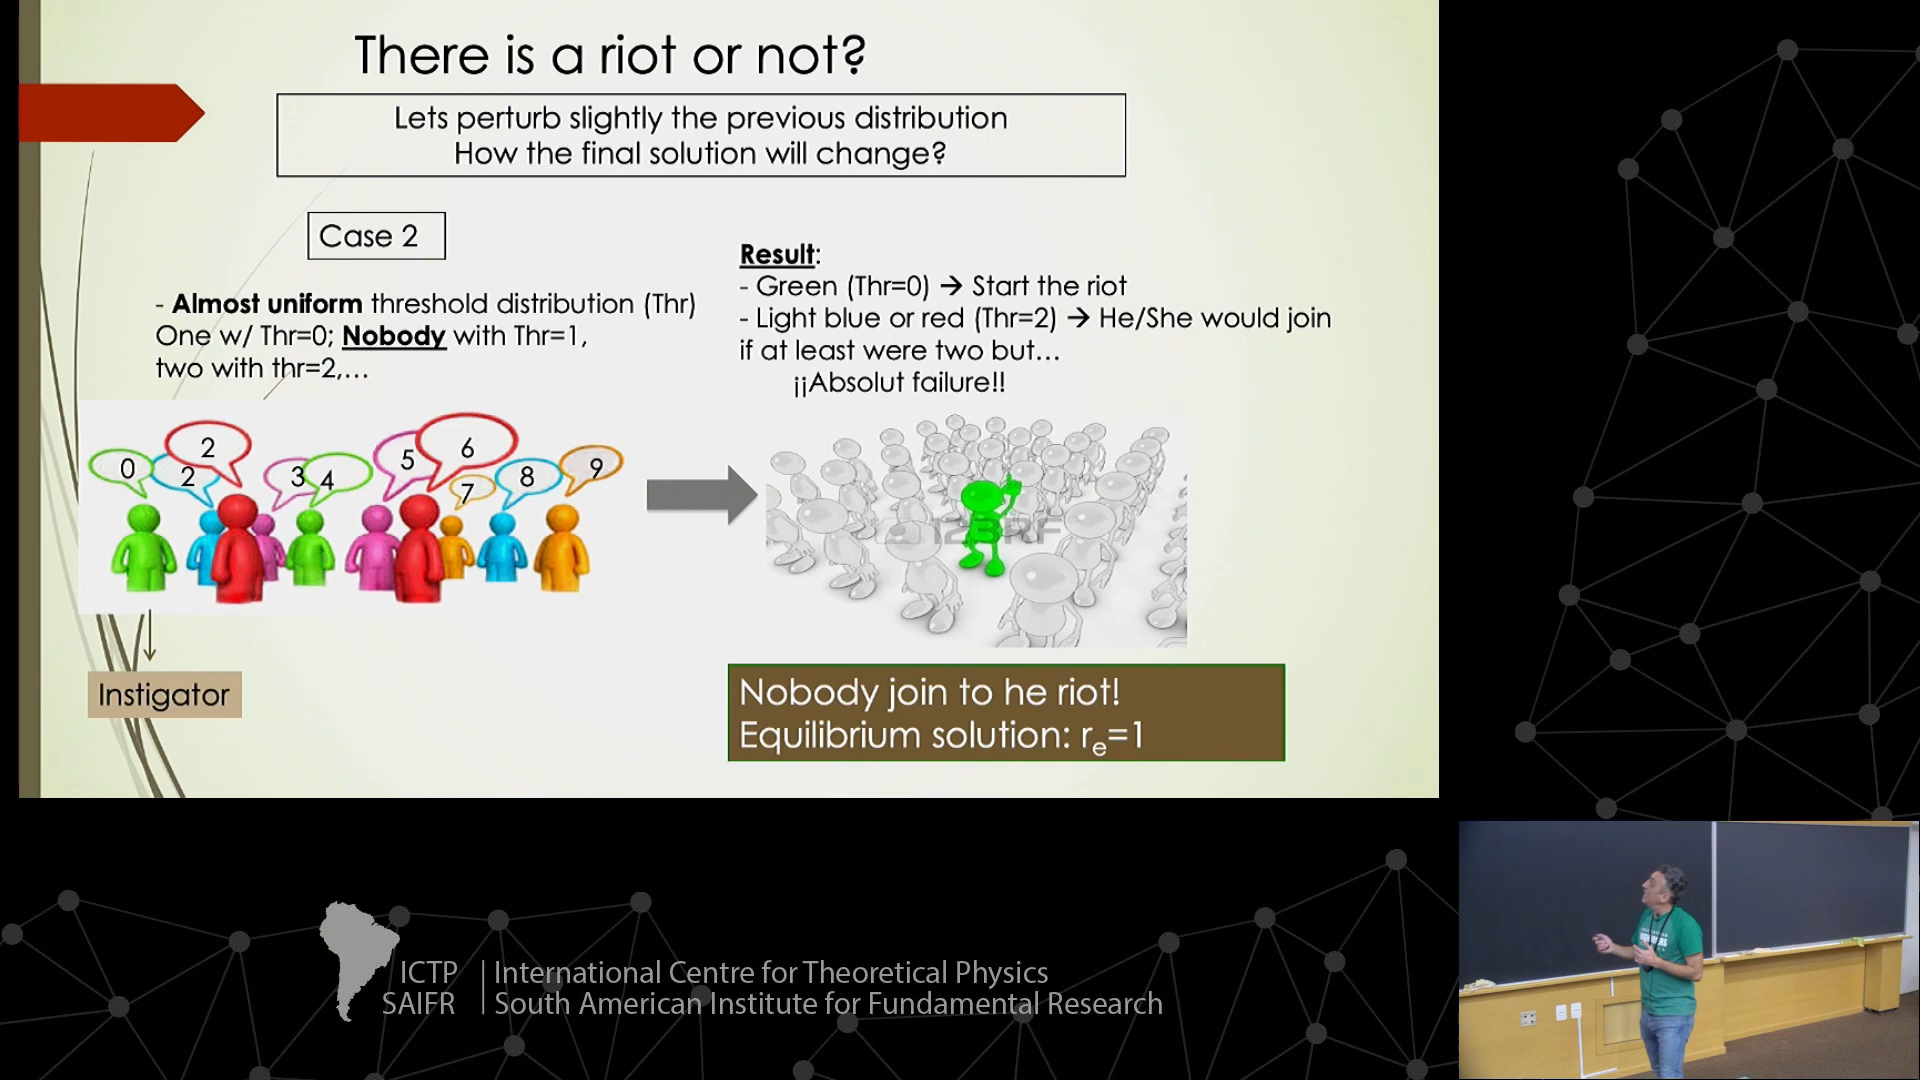 There is a riot or not?
Lets perturb slightly the previous distribution
How the final solution will change?
Case 2
- Almost uniform threshold distribution (Thr)
One w/ Thr=0; Nobody with Thr=1,
two with thr=2,...
Result:
- Green (Thr=0) → Start the riot
- Light blue or red (Thr=2) → He/She would join
if at least were two but...
¡¡Absolut failure!!
0
2
2
3
4
5
6
7
8
9
123RF
Instigator
Nobody join to he riot!
Equilibrium solution: re=1
ICTP
SAIFR
International Centre for Theoretical Physics
South American Institute for Fundamental Research